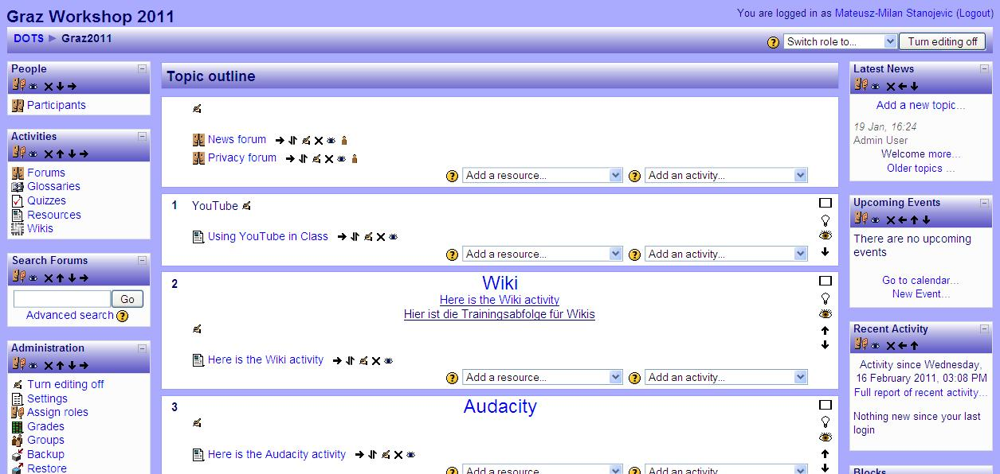 Graz Workshop 2011
You are logged in as Mateusz-Milan Stanojevic (Logout)
DOTS ► Graz2011
Switch role to...
Turn editing off
People
Participants
Activities
Forums
Glossaries
Quizzes
Resources
Wikis
Search Forums
Go
Advanced search
Administration
Turn editing off
Settings
Assign roles
Grades
Groups
Backup
Restore
Topic outline
News forum
Privacy forum
Add a resource... Add an activity...
1 YouTube
Using YouTube in Class
Add a resource... Add an activity...
2 Wiki
Here is the Wiki activity
Hier ist die Trainingsabfolge für Wikis
Here is the Wiki activity
Add a resource... Add an activity...
3 Audacity
Here is the Audacity activity
Add a resource... Add an activity...
Latest News
Add a new topic...
19 Jan, 16:24
Admin User
Welcome more...
Older topics ...
Upcoming Events
There are no upcoming
events
Go to calendar...
New Event...
Recent Activity
Activity since Wednesday,
16 February 2011, 03:08 PM
Full report of recent activity...
Nothing new since your last
login
Blocks